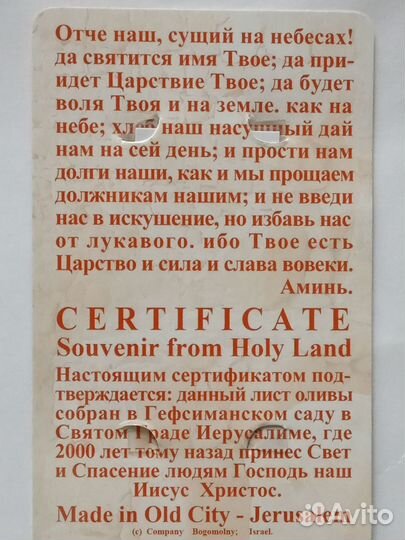 Отче наш, сущий на небесах!
да святится имя Твое; да при-
идет Царствие Твое; да будет
воля Твоя и на земле. как на
небе; наш насущный дай
нам на сей день; и прости нам
долги наши, как и мы прощаем
должникам нашим; и не введи
нас в искушение, но избавь нас
от лукавого. ибо Твое есть
Царство и сила и слава вовеки.
Аминь.
CERTIFICATE
Souvenir from Holy Land
Настоящим сертификатом под-
тверждается: данный лист оливы
собран в Гефсиманском саду в
Святом граде Иерусалиме, где
2000 лет тому назад принес Свет
и Спасение людям Господь наш
Иисус Христос.
Made in Old City - Jerusalem
(c) Company Bogomolny; Israel.
Avito